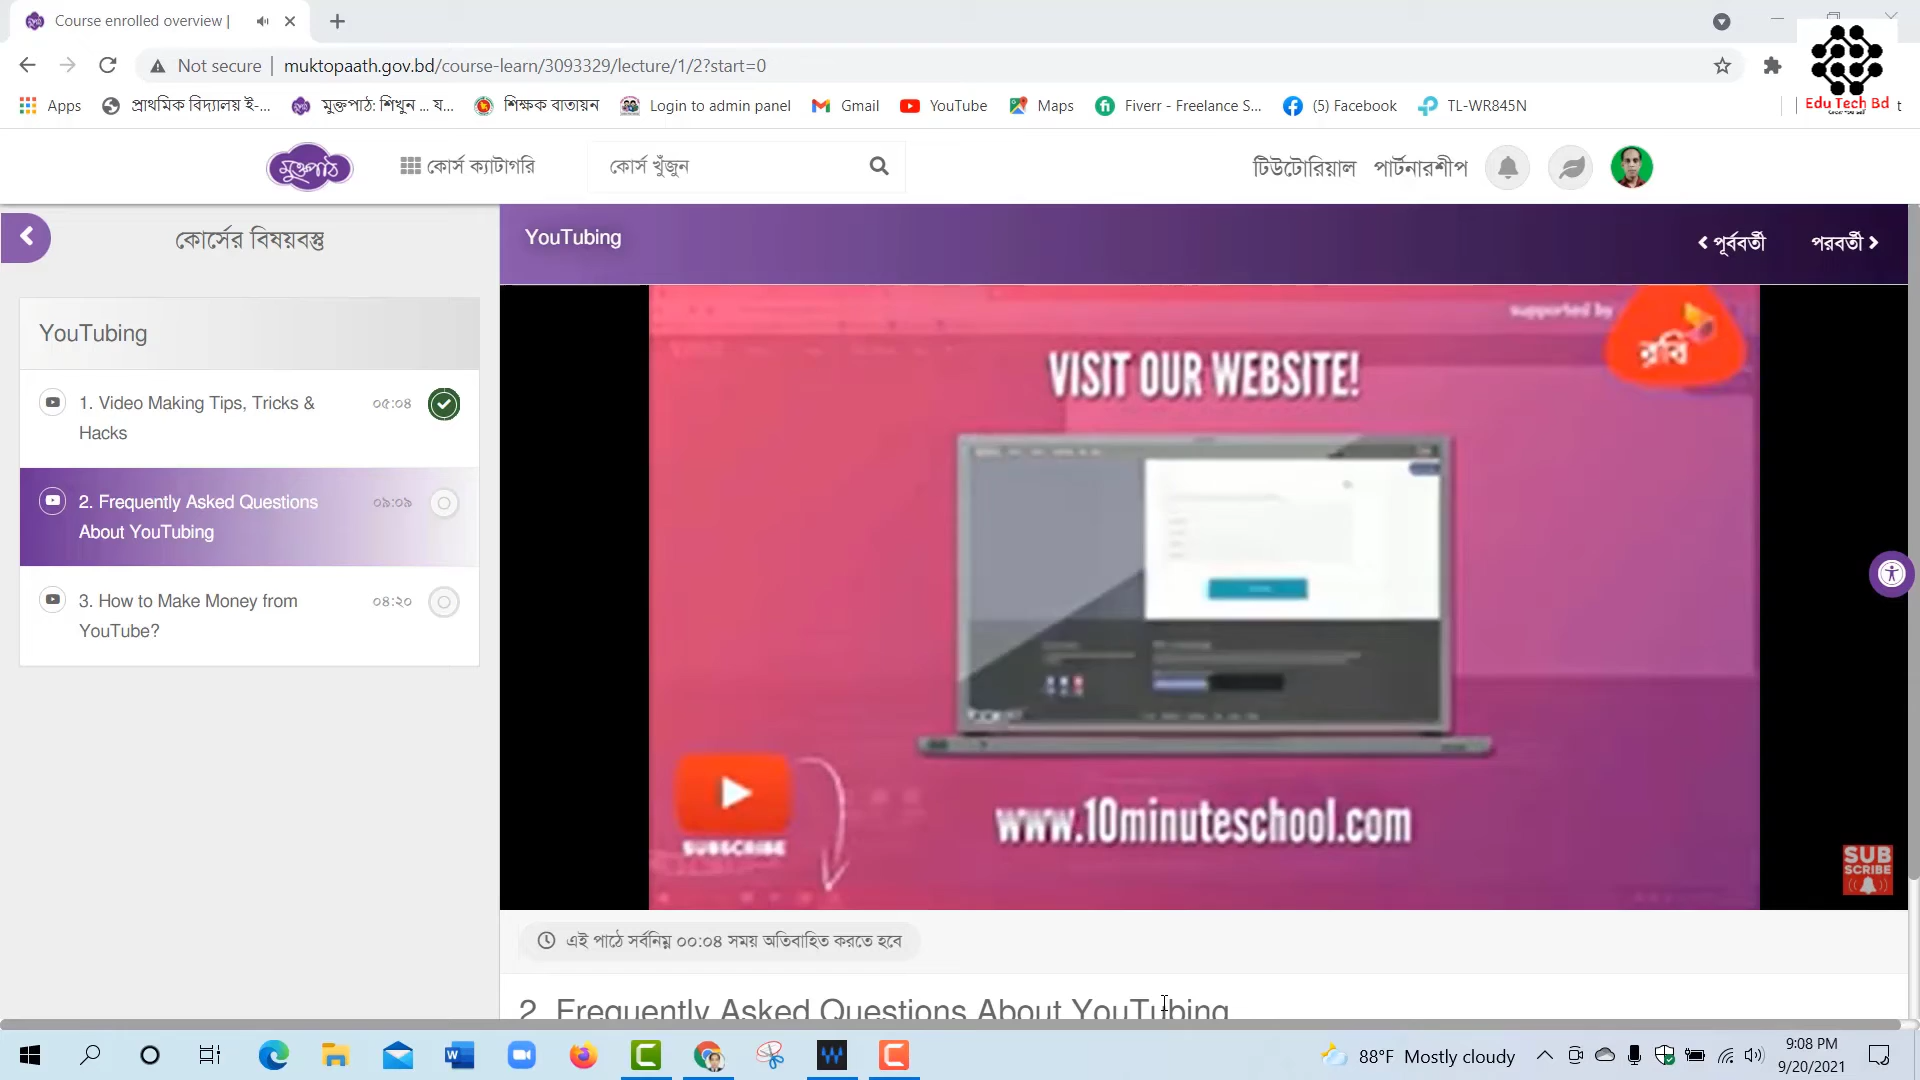 Course enrolled overview |
Not secure | muktopaath.gov.bd/course-learn/3093329/lecture/1/2?start=0
Edu Tech Bd
Apps
প্রাথমিক বিদ্যালয় ই-...
মুক্তপাঠ: শিখুন ... য...
শিক্ষক বাতায়ন
Login to admin panel
Gmail
YouTube
Maps
Fiverr - Freelance S...
(5) Facebook
TL-WR845N
মুক্তপাঠ
কোর্স ক্যাটাগরি
কোর্স খুঁজুন
টিউটোরিয়াল
পার্টনারশীপ
কোর্সের বিষয়বস্তু
YouTubing
পূর্ববর্তী
পরবর্তী
YouTubing
1. Video Making Tips, Tricks &
Hacks
০৫:০৪
2. Frequently Asked Questions
About YouTubing
০৯:০৯
3. How to Make Money from
YouTube?
০৪:২০
supported by
রবি
VISIT OUR WEBSITE!
www.10minuteschool.com
SUBSCRIBE
SUB
SCRIBE
এই পাঠে সর্বনিম্ন ০০:০৪ সময় অতিবাহিত করতে হবে
2. Frequently Asked Questions About YouTubing
88°F Mostly cloudy
9:08 PM
9/20/2021